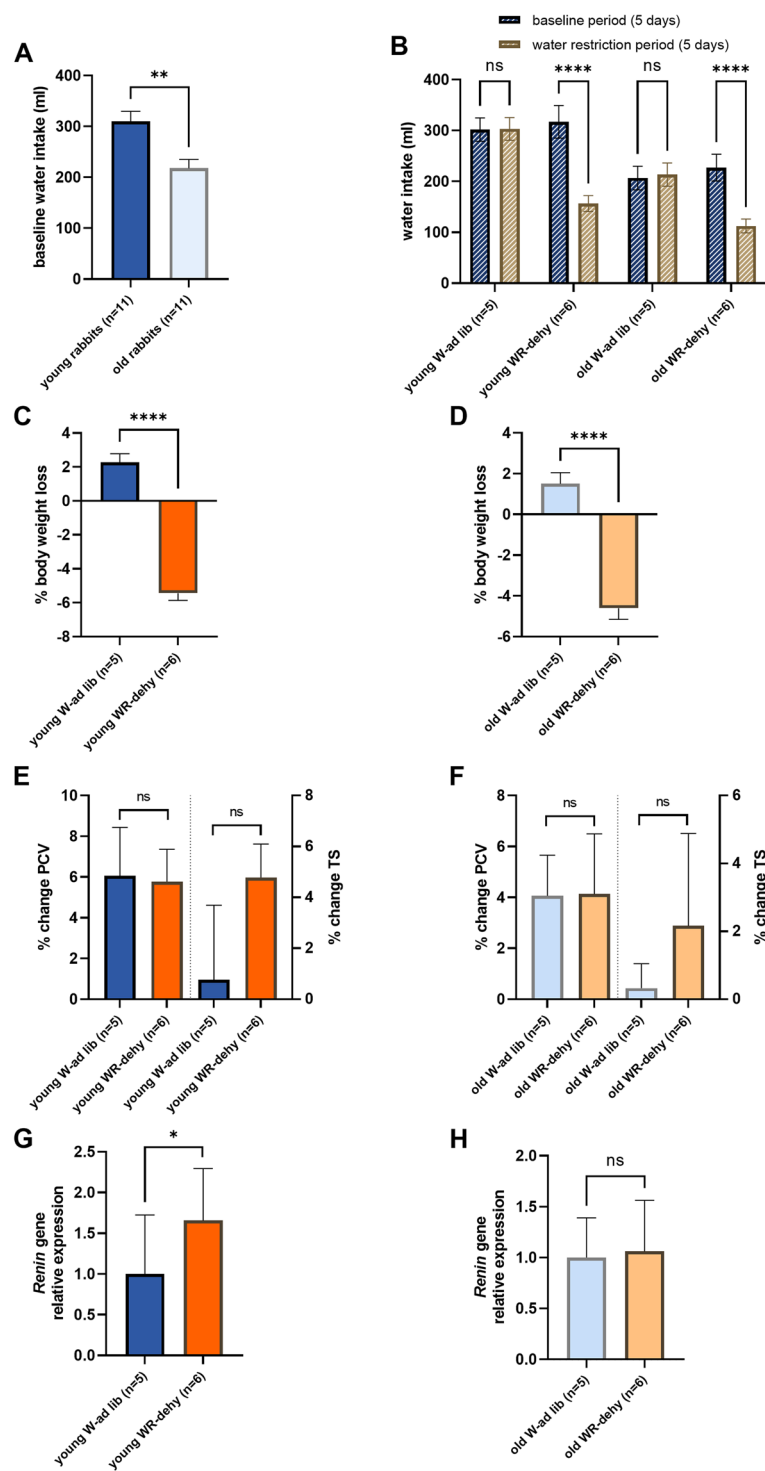 baseline period (5 days)
water restriction period (5 days)
A
baseline water intake (ml)
400
300
200
100
0
**
young rabbits (n=11)
old rabbits (n=11)
B
water intake (ml)
400
300
200
100
0
ns
****
ns
****
young W-ad lib (n=5)
young WR-dehy (n=6)
old W-ad lib (n=5)
old WR-dehy (n=6)
C
% body weight loss
4
2
0
-2
-4
-6
-8
****
young W-ad lib (n=5)
young WR-dehy (n=6)
D
% body weight loss
4
2
0
-2
-4
-6
****
old W-ad lib (n=5)
old WR-dehy (n=6)
E
% change PCV
10
8
6
4
2
0
ns
ns
8
6
4
2
0
% change TS
young W-ad lib (n=5)
young WR-dehy (n=6)
young W-ad lib (n=5)
young WR-dehy (n=6)
F
% change PCV
8
6
4
2
0
ns
ns
6
4
2
0
% change TS
old W-ad lib (n=5)
old WR-dehy (n=6)
old W-ad lib (n=5)
old WR-dehy (n=6)
G
Renin gene
relative expression
2.5
2.0
1.5
1.0
0.5
0.0
*
young W-ad lib (n=5)
young WR-dehy (n=6)
H
Renin gene
relative expression
2.0
1.5
1.0
0.5
0.0
ns
old W-ad lib (n=5)
old WR-dehy (n=6)